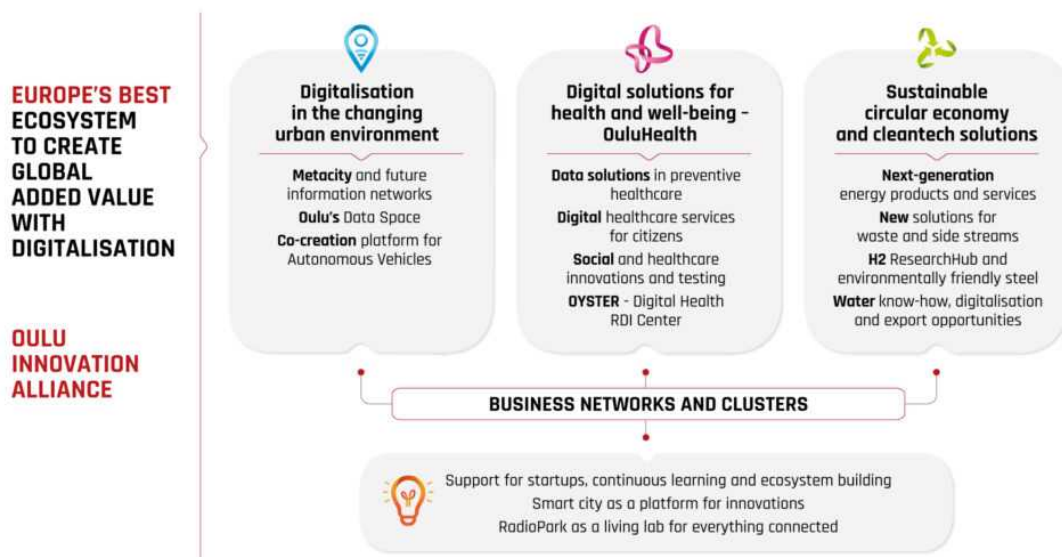 EUROPE'S BEST
ECOSYSTEM
TO CREATE
GLOBAL
ADDED VALUE
WITH
DIGITALISATION
OULU
INNOVATION
ALLIANCE
Digitalisation
in the changing
urban environment
Metacity and future
information networks
Oulu's Data Space
Co-creation platform for
Autonomous Vehicles
Digital solutions for
health and well-being –
OuluHealth
Data solutions in preventive
healthcare
Digital healthcare services
for citizens
Social and healthcare
innovations and testing
OYSTER - Digital Health
RDI Center
Sustainable
circular economy
and cleantech solutions
Next-generation
energy products and services
New solutions for
waste and side streams
H2 ResearchHub and
environmentally friendly steel
Water know-how, digitalisation
and export opportunities
BUSINESS NETWORKS AND CLUSTERS
Support for startups, continuous learning and ecosystem building
Smart city as a platform for innovations
RadioPark as a living lab for everything connected